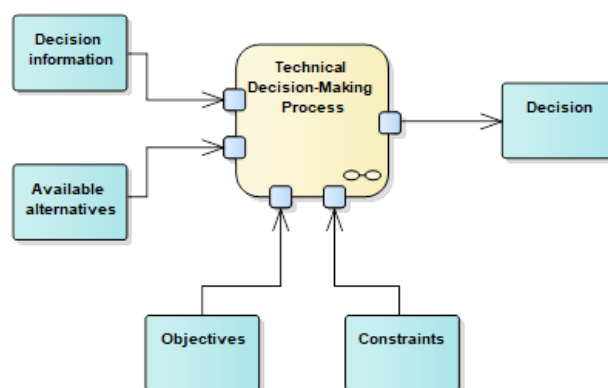 Decision
information
Technical
Decision-Making
Process
Decision
Available
alternatives
Objectives
Constraints